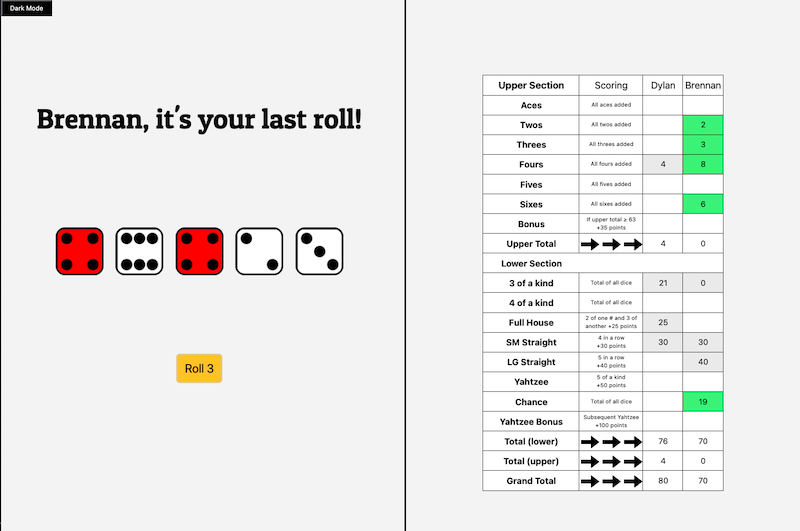 Dark Mode
Brennan, it's your last roll!
Roll 3
Upper Section Scoring Dylan Brennan
Aces All aces added
Twos All twos added 2
Threes All threes added 3
Fours All fours added 4 8
Fives All fives added
Sixes All sixes added 6
Bonus If upper total ≥ 63
+35 points
Upper Total 4 0
Lower Section
3 of a kind Total of all dice 21 0
4 of a kind Total of all dice
Full House 2 of one # and 3 of
another +25 points 25
SM Straight 4 in a row
+30 points 30 30
LG Straight 5 in a row
+40 points 40
Yahtzee 5 of a kind
+50 points
Chance Total of all dice 19
Yahtzee Bonus Subsequent Yahtzee
+100 points
Total (lower) 76 70
Total (upper) 4 0
Grand Total 80 70